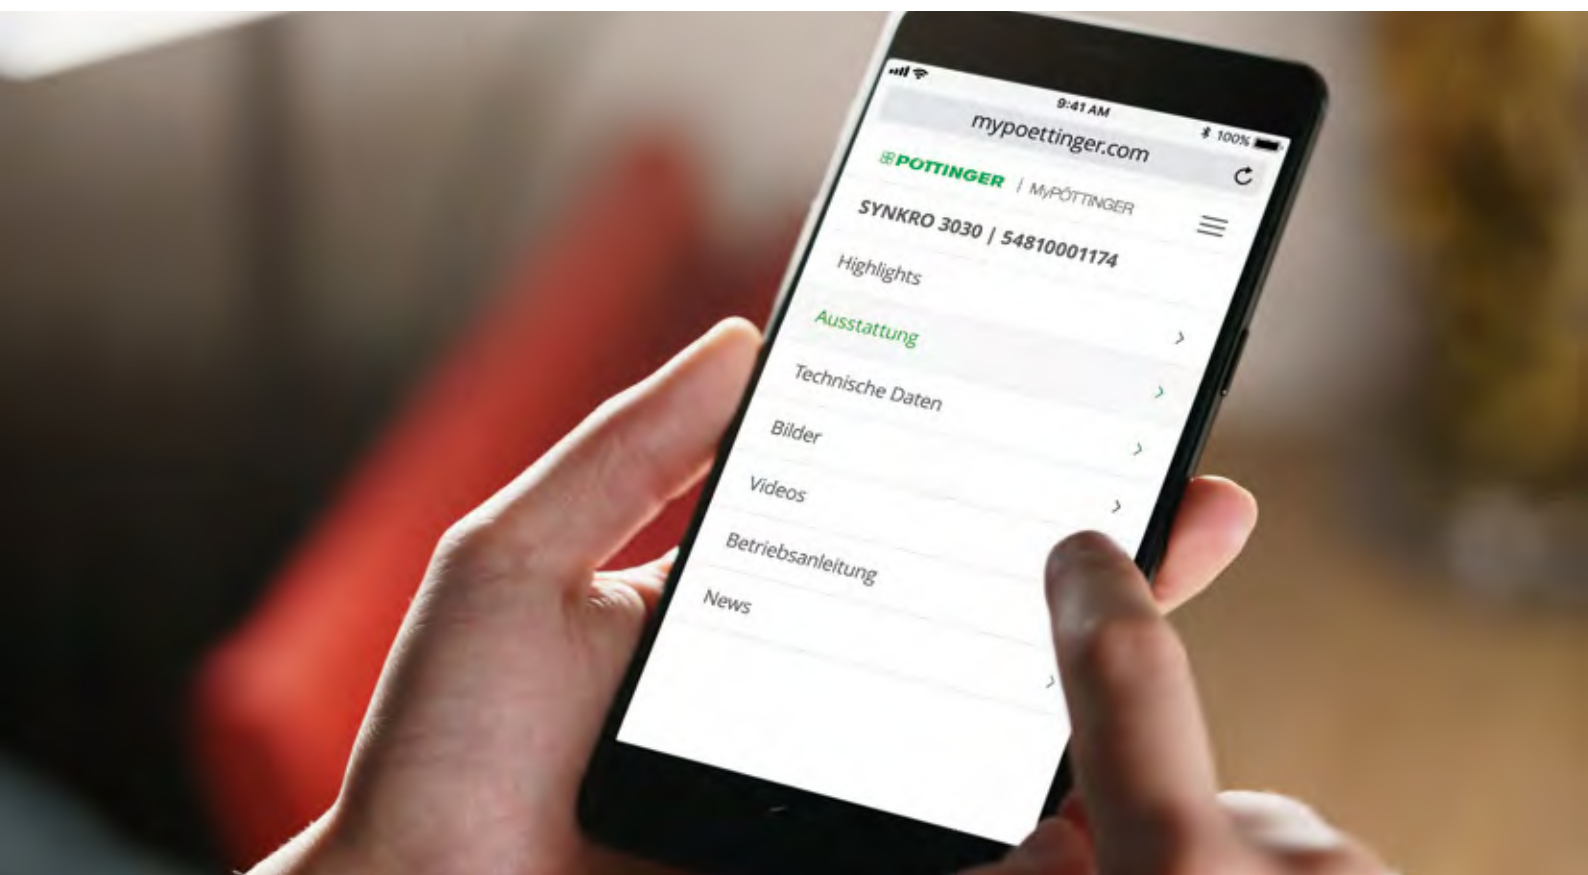 9:41 AM
100%
mypoettinger.com
PÖTTINGER | MyPÖTTINGER
SYNKRO 3030 | 54810001174
Highlights
Ausstattung
Technische Daten
Bilder
Videos
Betriebsanleitung
News